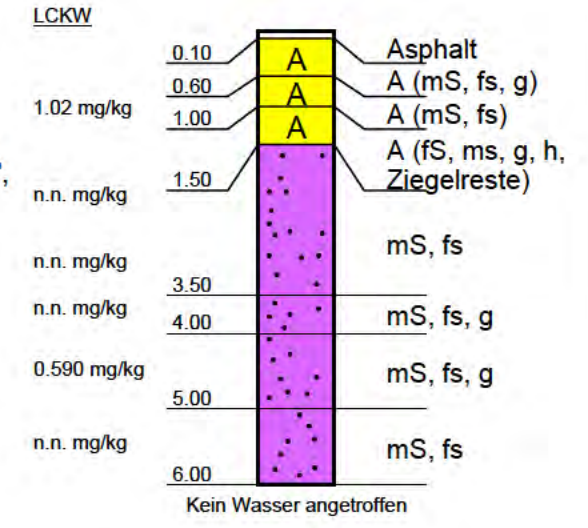 LCKW
0.10
A
Asphalt
0.60
A
A (mS, fs, g)
1.02 mg/kg
1.00
A
A (mS, fs)
A (fS, ms, g, h,
Ziegelreste)
,
n.n. mg/kg
1.50
mS, fs
n.n. mg/kg
3.50
n.n. mg/kg
mS, fs, g
4.00
0.590 mg/kg
mS, fs, g
5.00
n.n. mg/kg
mS, fs
6.00
Kein Wasser angetroffen